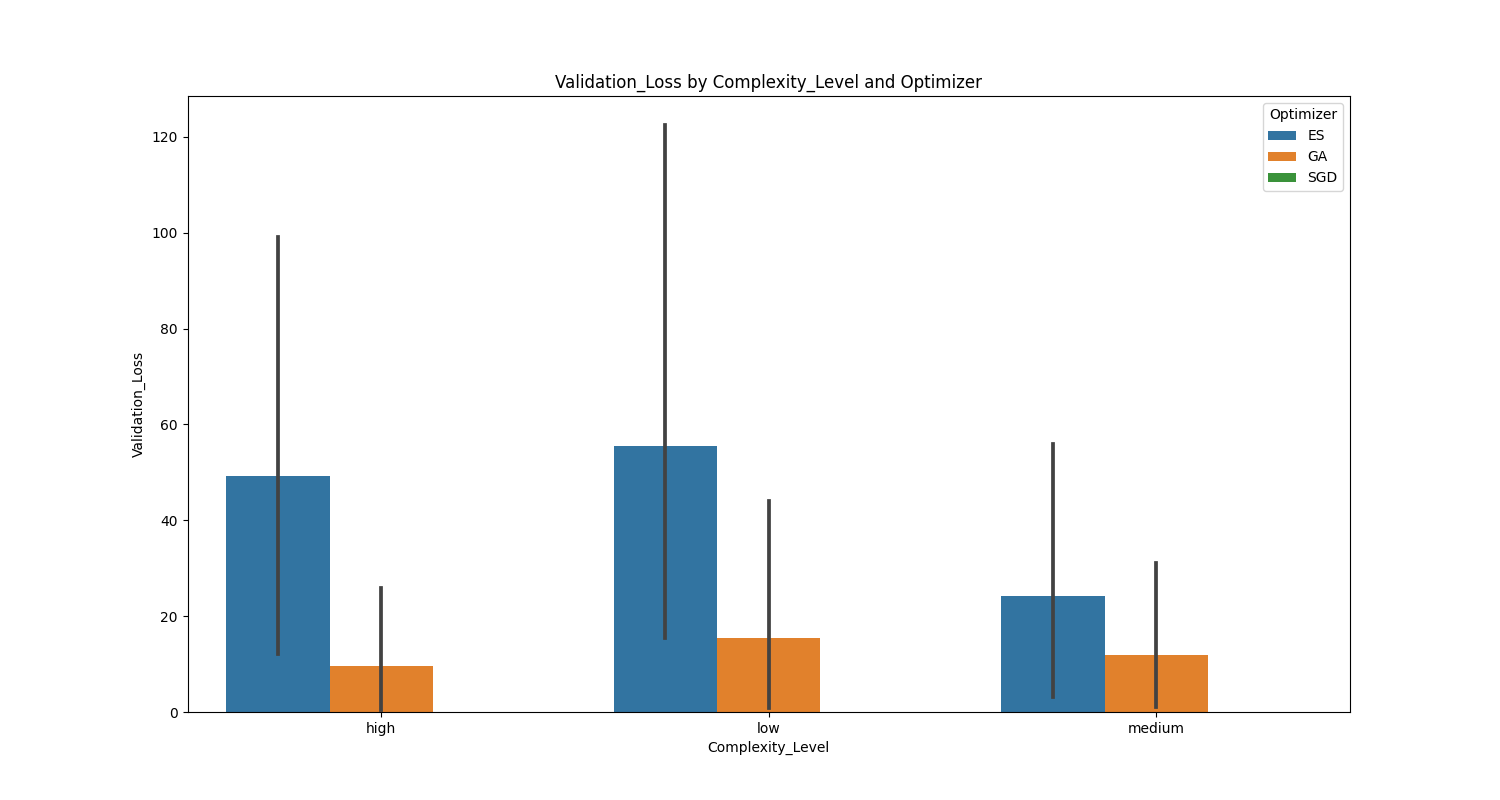 Validation_Loss by Complexity_Level and Optimizer
Optimizer
ES
GA
SGD
120
100
80
60
40
20
0
Validation_Loss
high
low
medium
Complexity_Level